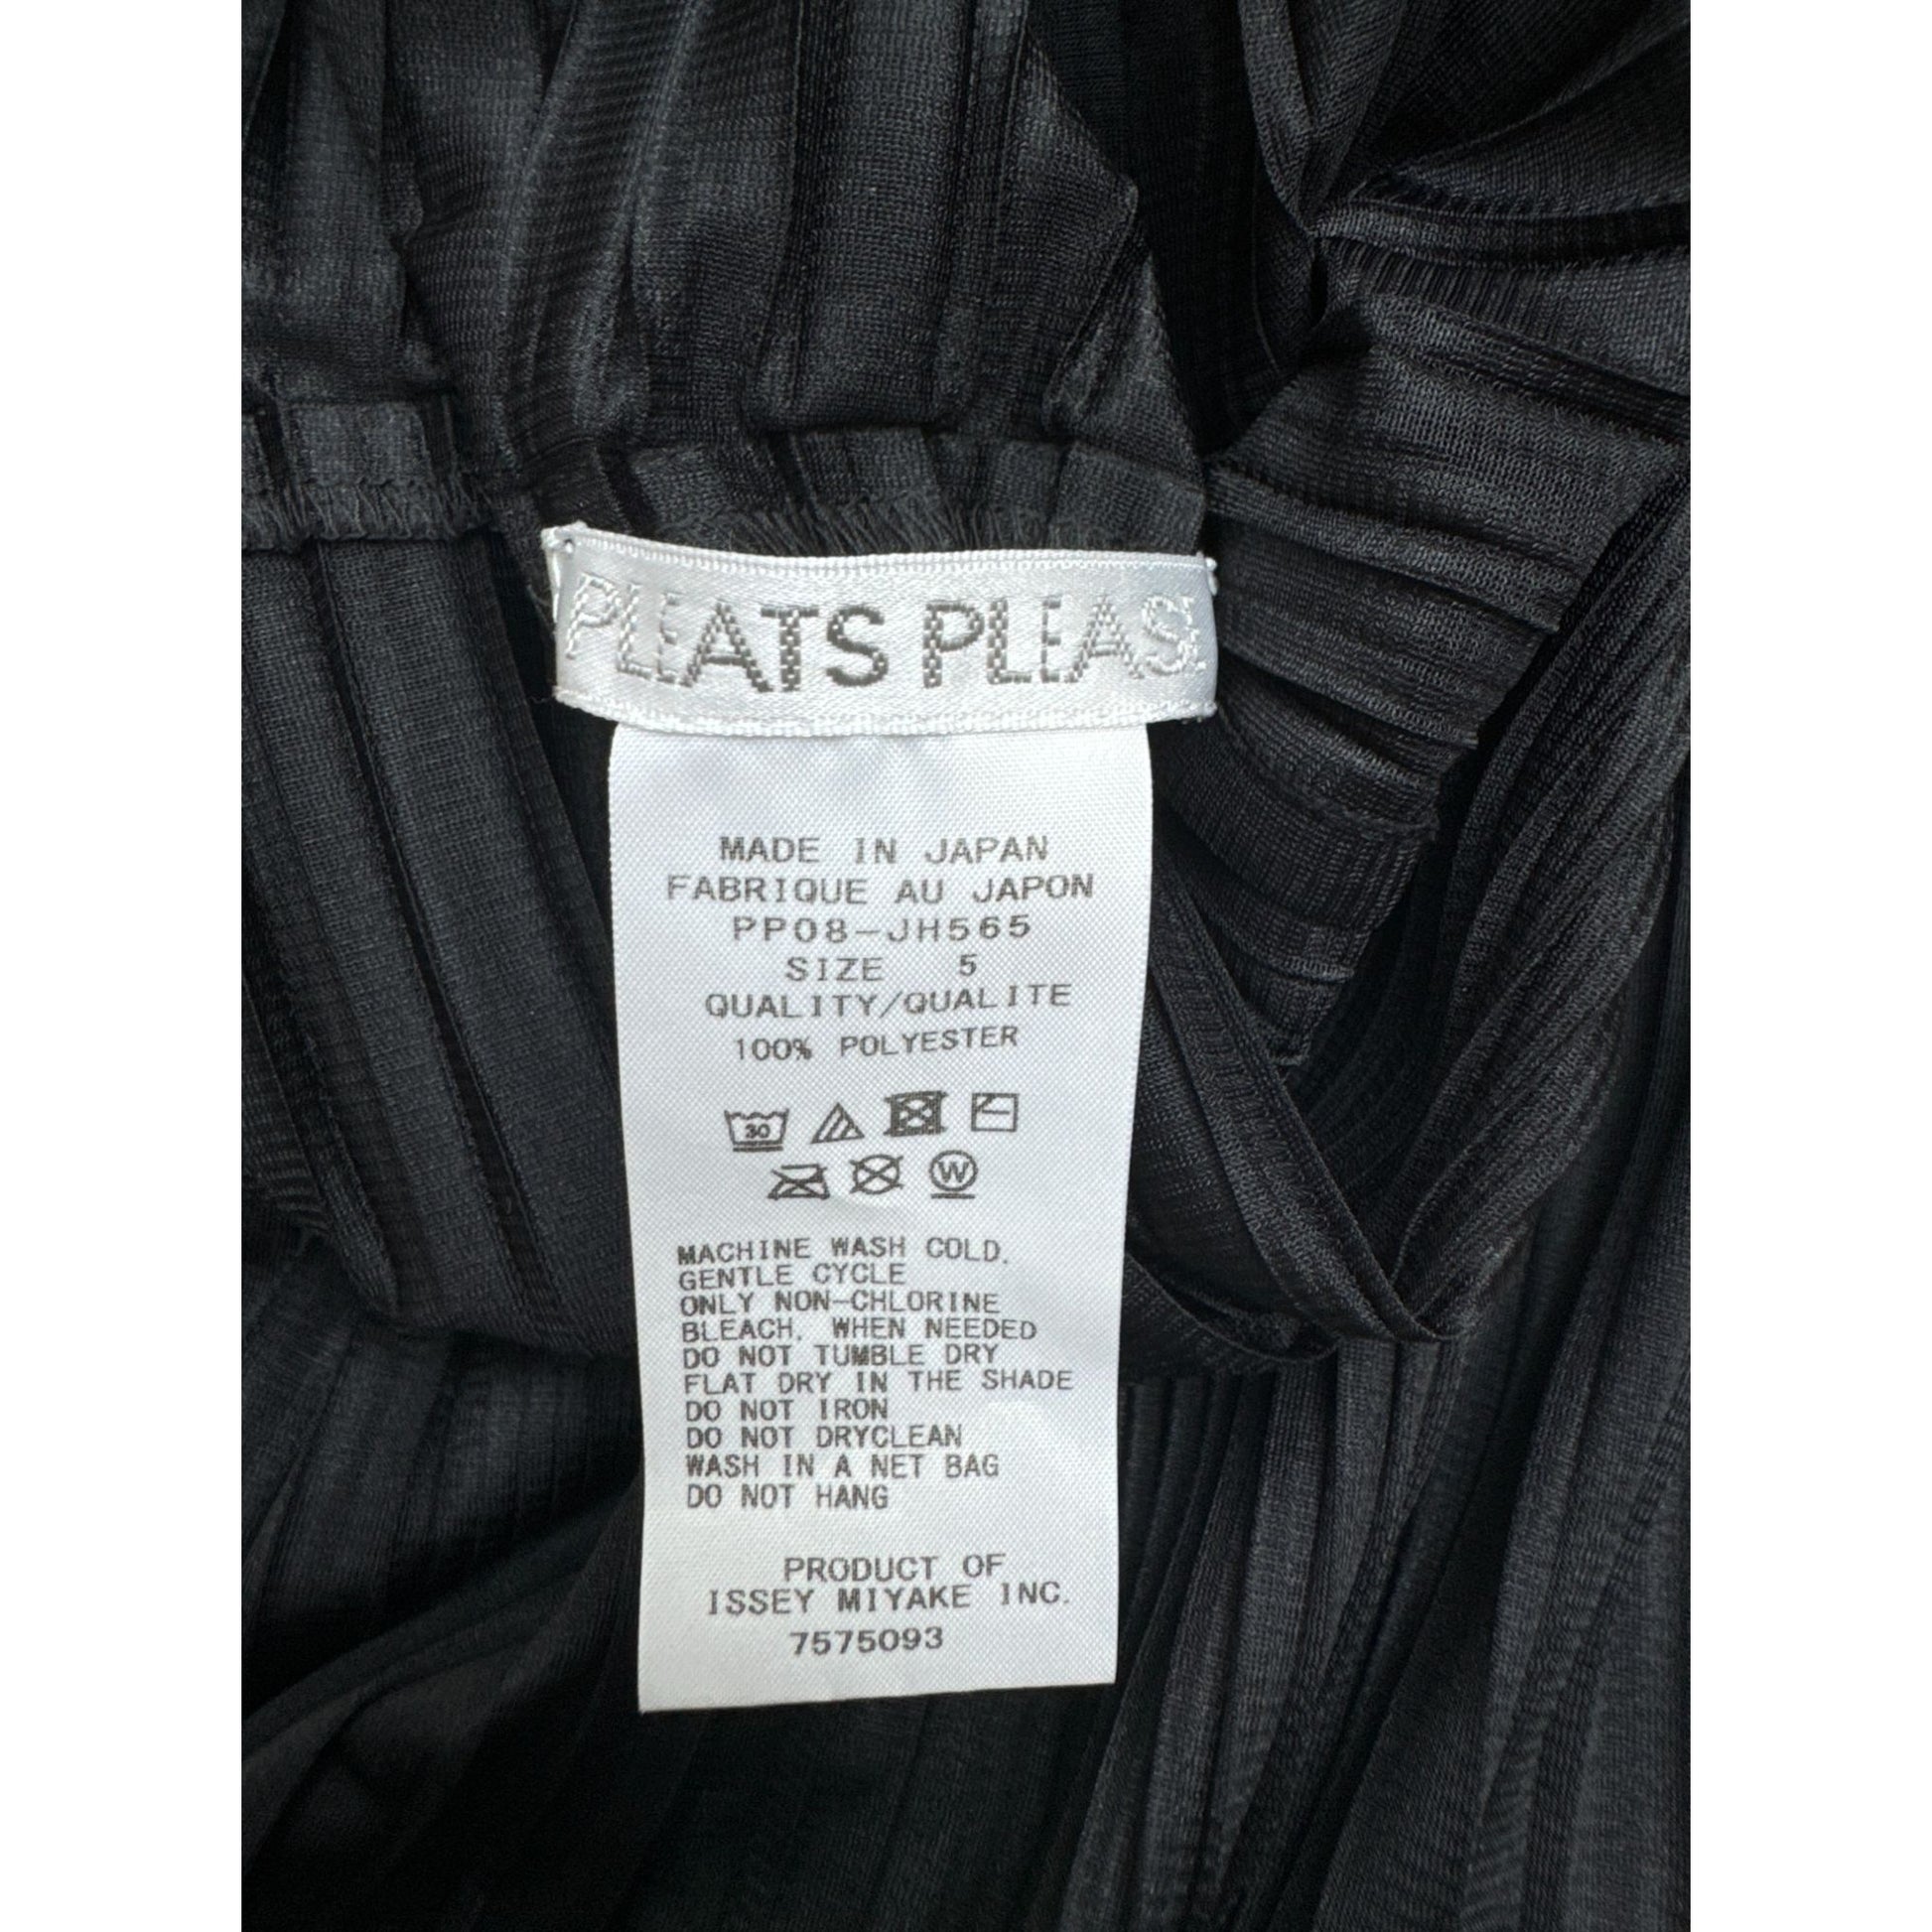 PLEATS PLEASE
MADE IN JAPAN
FABRIQUE AU JAPON
PP08-JH565
SIZE 5
QUALITY/QUALITE
100% POLYESTER
30
W
MACHINE WASH COLD,
GENTLE CYCLE
ONLY NON-CHLORINE
BLEACH, WHEN NEEDED
DO NOT TUMBLE DRY
FLAT DRY IN THE SHADE
DO NOT IRON
DO NOT DRYCLEAN
WASH IN A NET BAG
DO NOT HANG
PRODUCT OF
ISSEY MIYAKE INC.
7575093